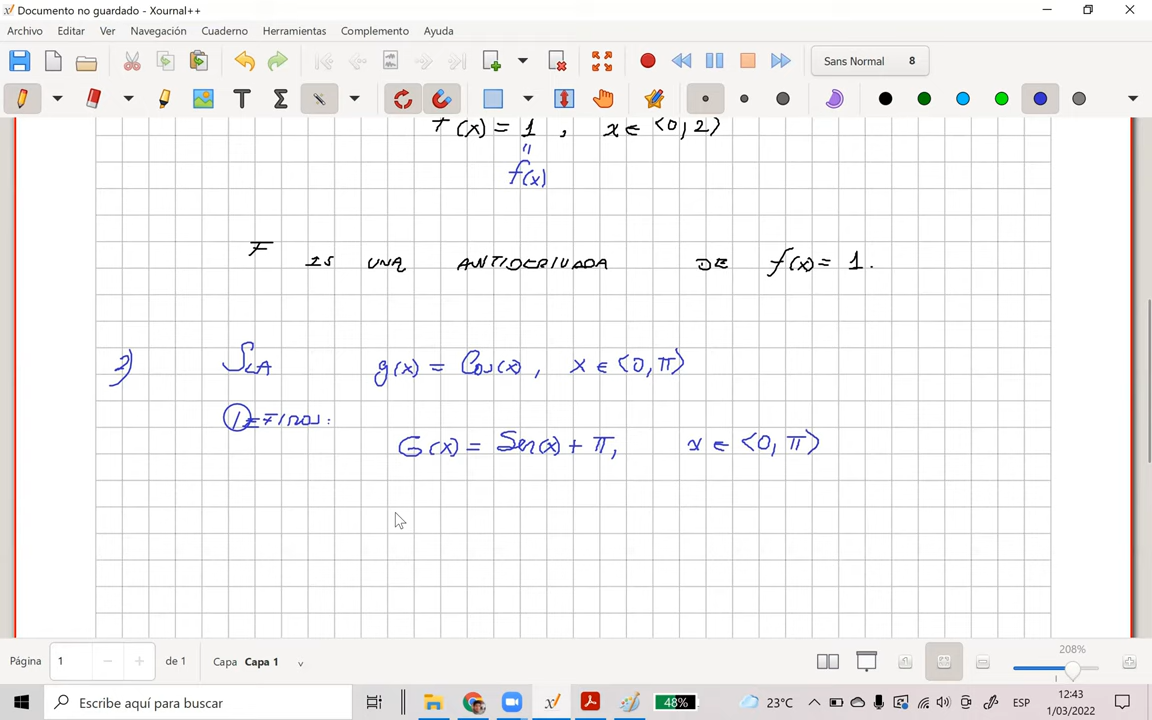 Documento no guardado - Xournal++
Archivo Editar Ver Navegación Cuaderno Herramientas Complemento Ayuda
Sans Normal 8
F'(x) = 1 , x ∈ ⟨0, 2⟩
"
f(x)
F ES UNA ANTIDERIVADA DE f(x) = 1.
2) SEA g(x) = Cos(x), x ∈ ⟨0, π⟩
DEFINOS:
G(x) = Sen(x) + π, x ∈ ⟨0, π⟩
Página 1 de 1 Capa Capa 1
208%
Escribe aquí para buscar
48%
23°C
ESP
12:43
1/03/2022